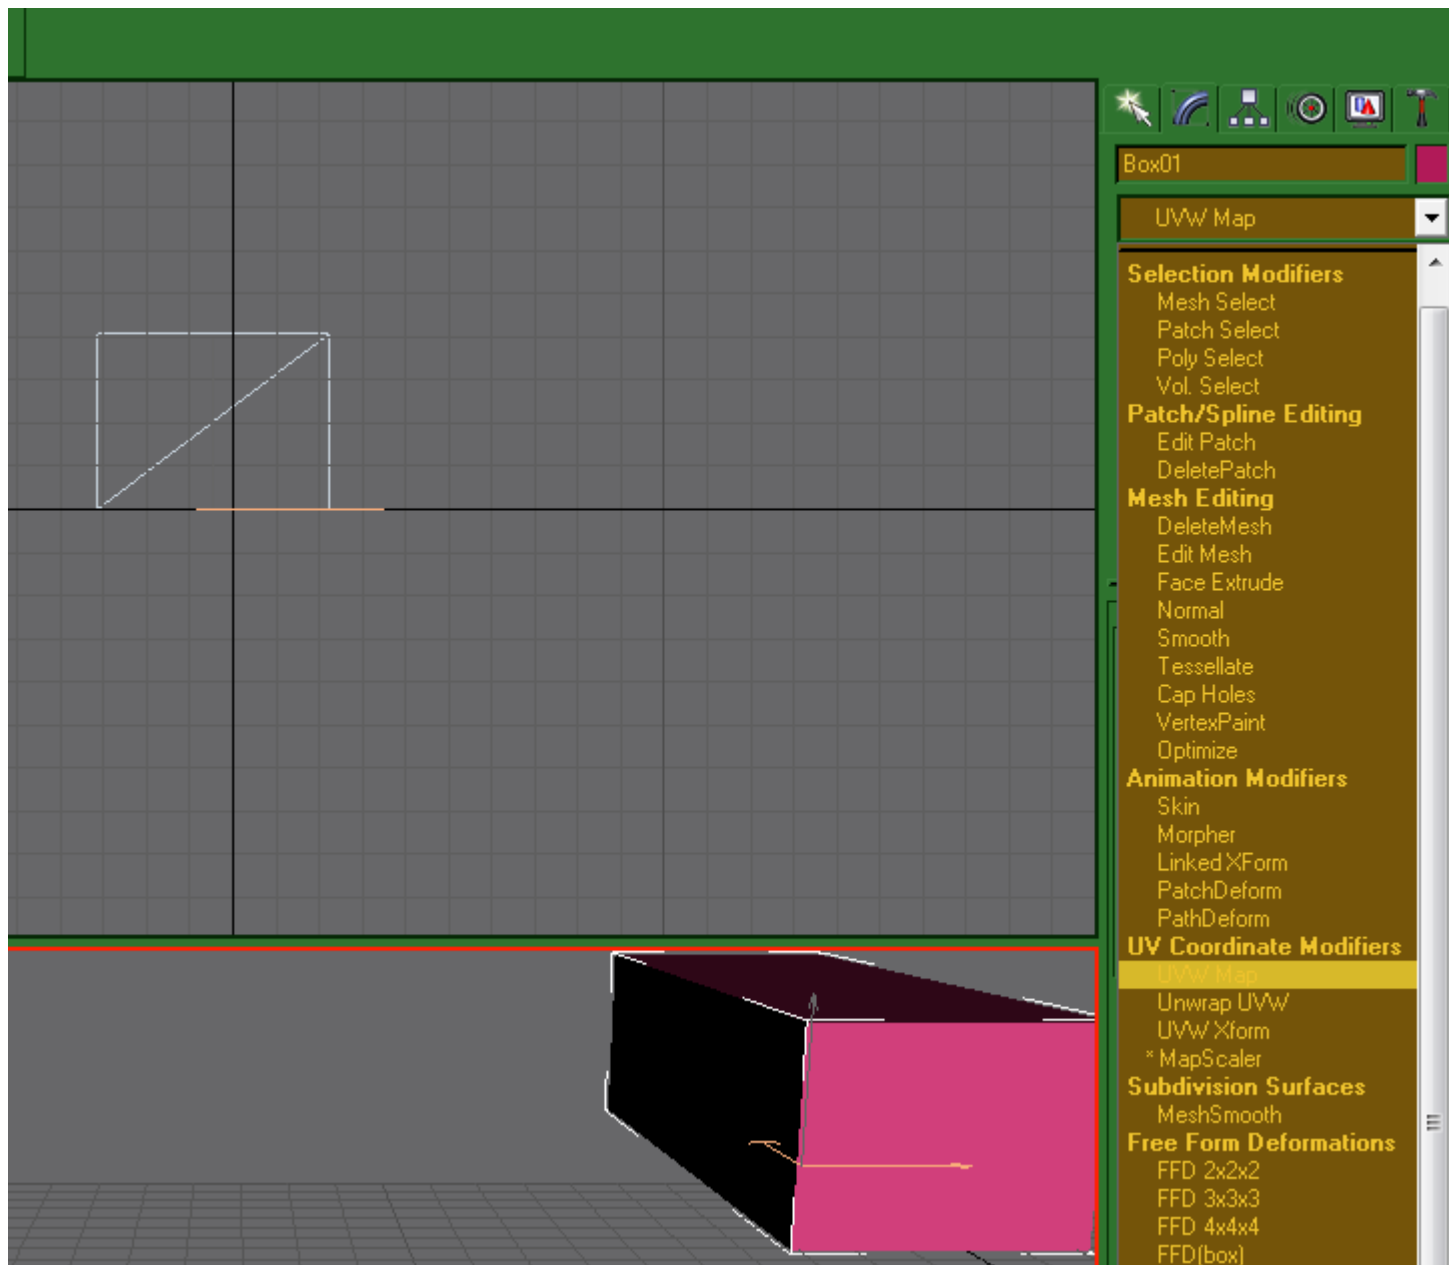 Box01
UVW Map
Selection Modifiers
Mesh Select
Patch Select
Poly Select
Vol. Select
Patch/Spline Editing
Edit Patch
DeletePatch
Mesh Editing
DeleteMesh
Edit Mesh
Face Extrude
Normal
Smooth
Tessellate
Cap Holes
VertexPaint
Optimize
Animation Modifiers
Skin
Morpher
Linked XForm
PatchDeform
PathDeform
UV Coordinate Modifiers
UVW Map
Unwrap UVW
UVW Xform
* MapScaler
Subdivision Surfaces
MeshSmooth
Free Form Deformations
FFD 2x2x2
FFD 3x3x3
FFD 4x4x4
FFD(box)